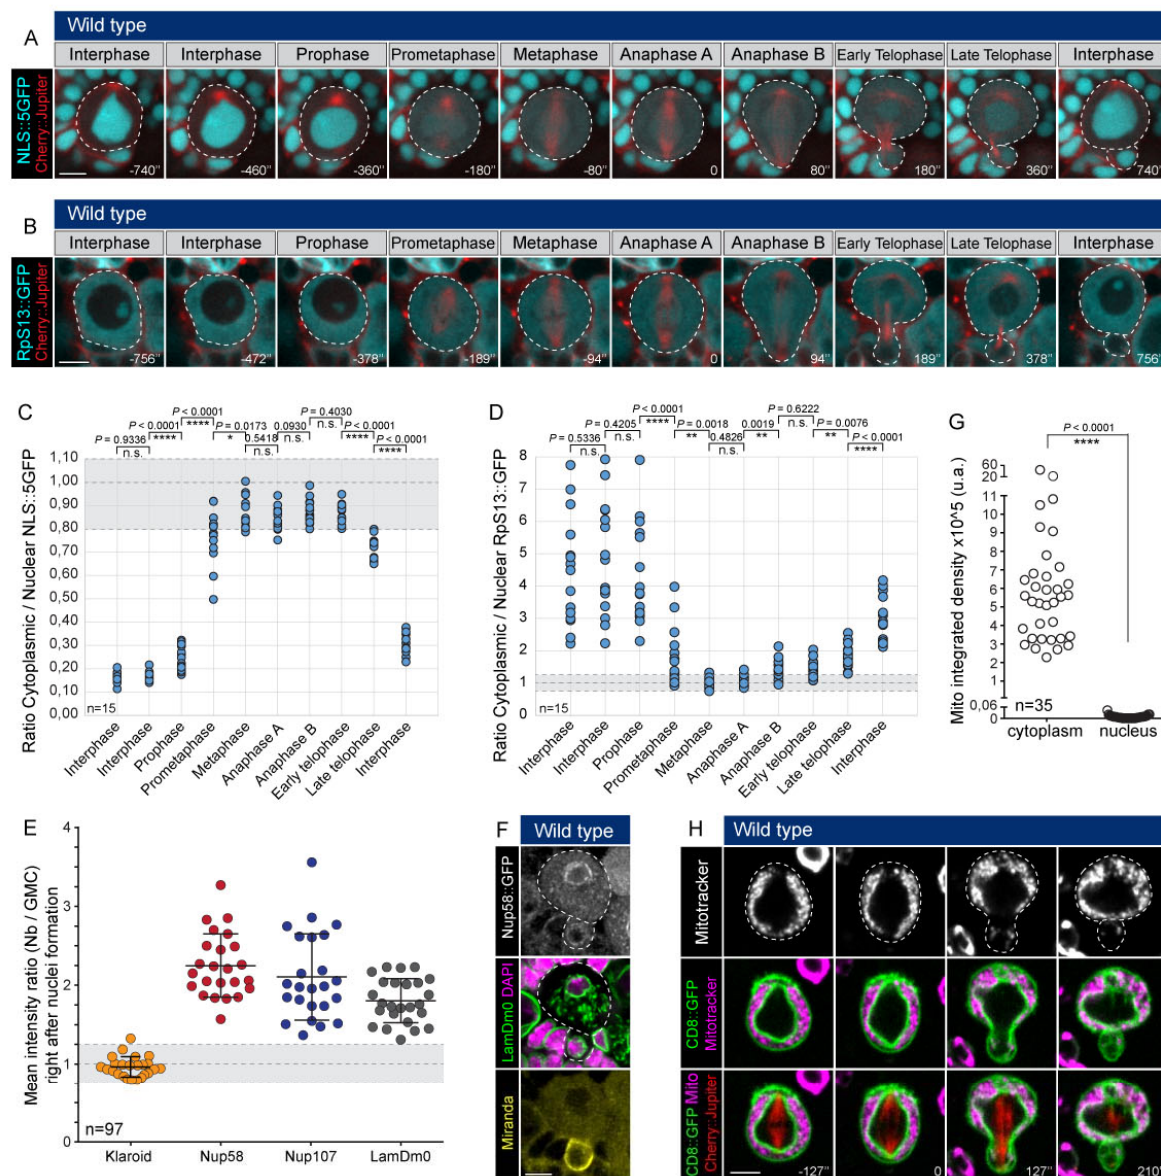 A
Wild type
Interphase Interphase Prophase Prometaphase Metaphase Anaphase A Anaphase B Early Telophase Late Telophase Interphase
NLS::5GFP
Cherry::Jupiter
-740" -460" -360" -180" -80" 0 80" 180" 360" 740"
B
Wild type
Interphase Interphase Prophase Prometaphase Metaphase Anaphase A Anaphase B Early Telophase Late Telophase Interphase
RpS13::GFP
Cherry::Jupiter
-756" -472" -378" -189" -94" 0 94" 189" 378" 756"
C
P < 0.0001 P = 0.4030
P < 0.0001 **** P = 0.0173 0.0930 n.s. P < 0.0001
P = 0.9336 **** * 0.5418 n.s. **** P < 0.0001
n.s. n.s. ****
Ratio Cytoplasmic / Nuclear NLS::5GFP
1,10
1,00
0,90
0,80
0,70
0,60
0,50
0,40
0,30
0,20
0,10
0,00
n=15
Interphase
Interphase
Prophase
Prometaphase
Metaphase
Anaphase A
Anaphase B
Early telophase
Late telophase
Interphase
D
P < 0.0001 P = 0.6222
P = 0.4205 **** P = 0.0018 0.0019 n.s. P = 0.0076
P = 0.5336 n.s. ** 0.4826 ** ** P < 0.0001
n.s. n.s. ****
Ratio Cytoplasmic / Nuclear RpS13::GFP
8
7
6
5
4
3
2
1
0
n=15
Interphase
Interphase
Prophase
Prometaphase
Metaphase
Anaphase A
Anaphase B
Early telophase
Late telophase
Interphase
G
P < 0.0001
****
Mito integrated density x10^5 (u.a.)
60
20
11
10
9
8
7
6
5
4
3
2
1
0,06
0
n=35
cytoplasm nucleus
E
Mean intensity ratio (Nb / GMC)
right after nuclei formation
4
3
2
1
0
n=97
Klaroid Nup58 Nup107 LamDm0
F
Wild type
Nup58::GFP
LamDm0 DAPI
Miranda
H
Wild type
Mitotracker
CD8::GFP
Mitotracker
CD8::GFP Mito
Cherry::Jupiter
-127" 0 127" 210"